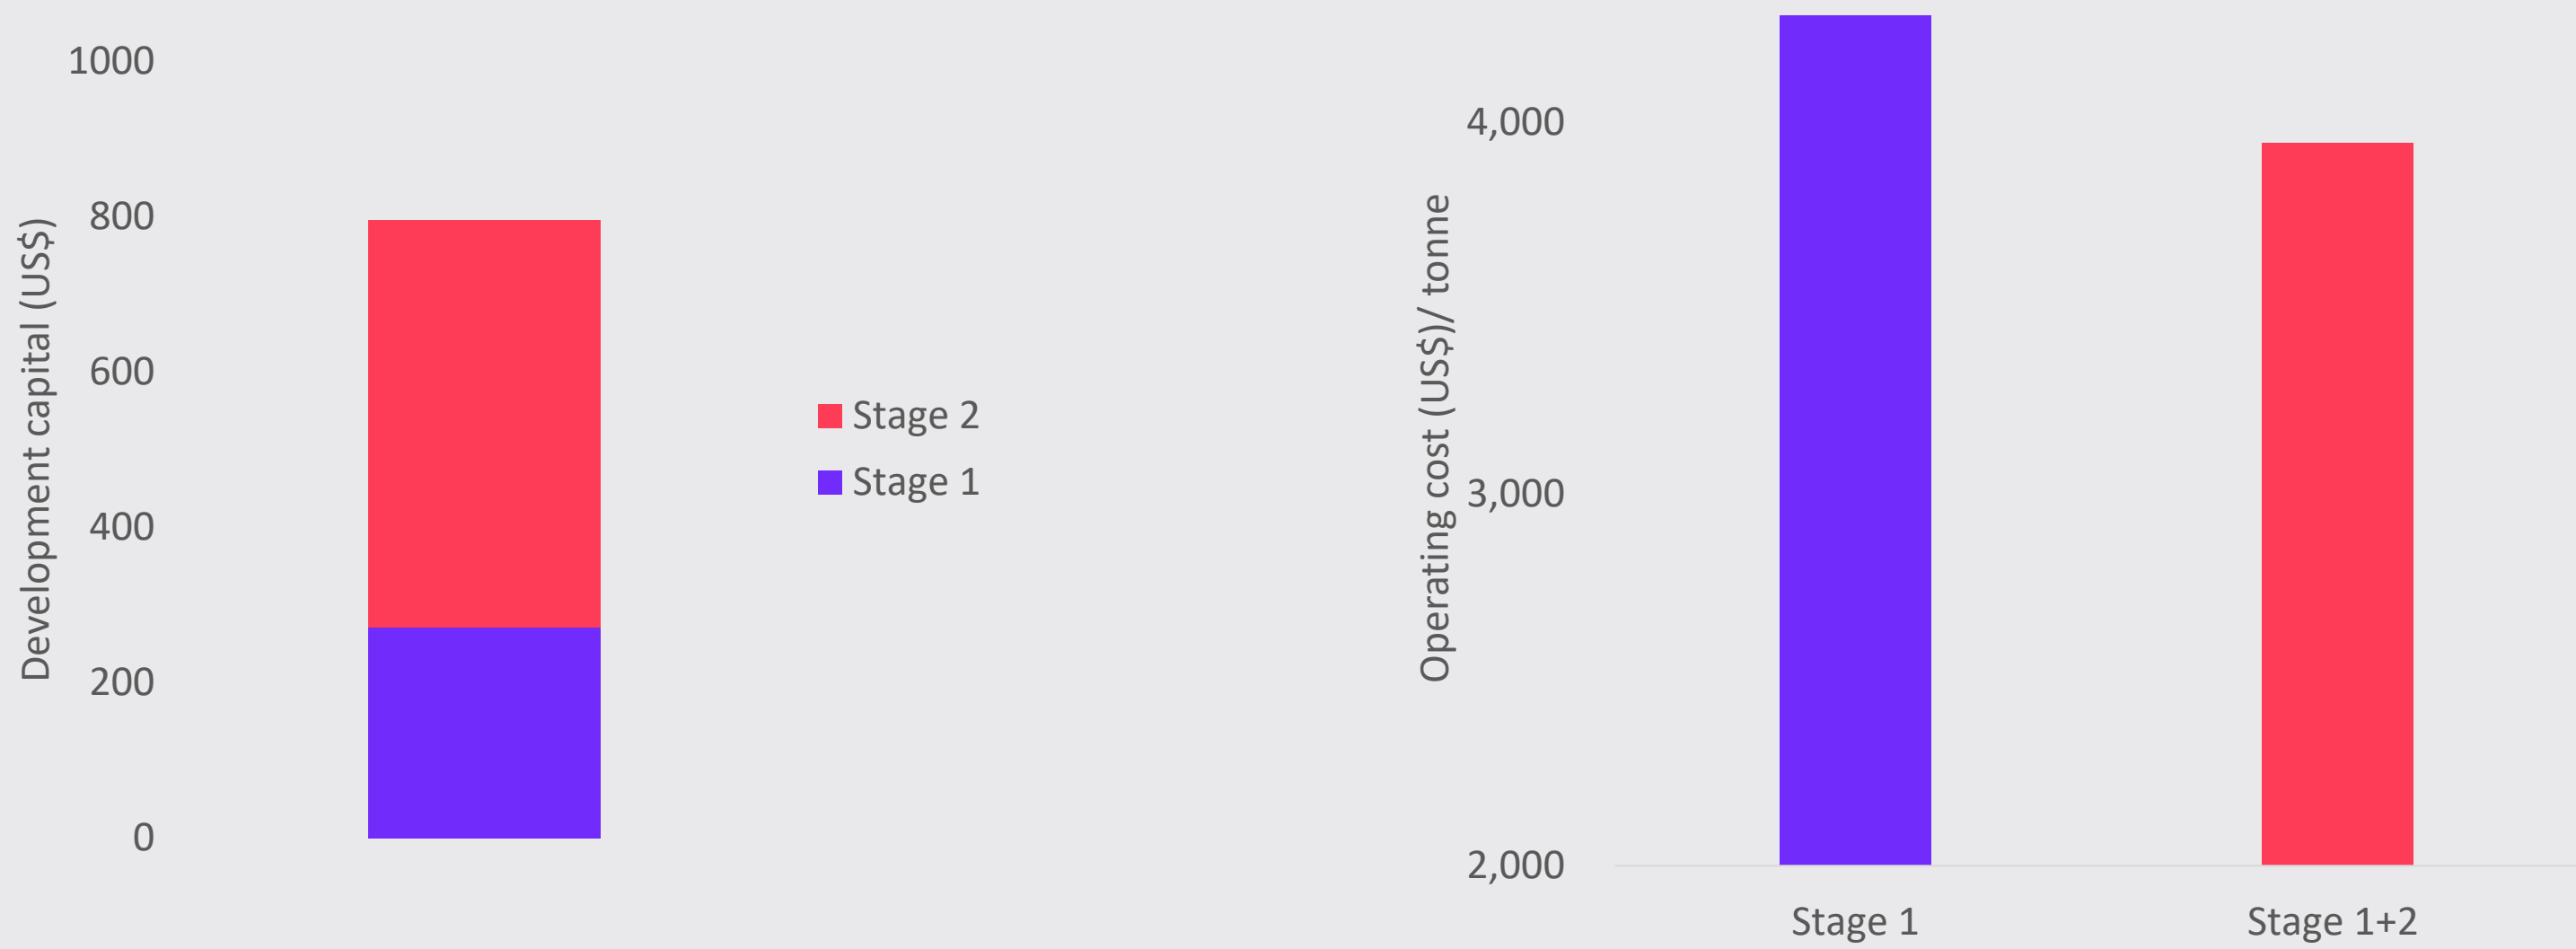 Development capital (US$)
1000
800
600
400
200
0
Stage 2
Stage 1
Operating cost (US$)/ tonne
4,000
3,000
2,000
Stage 1
Stage 1+2